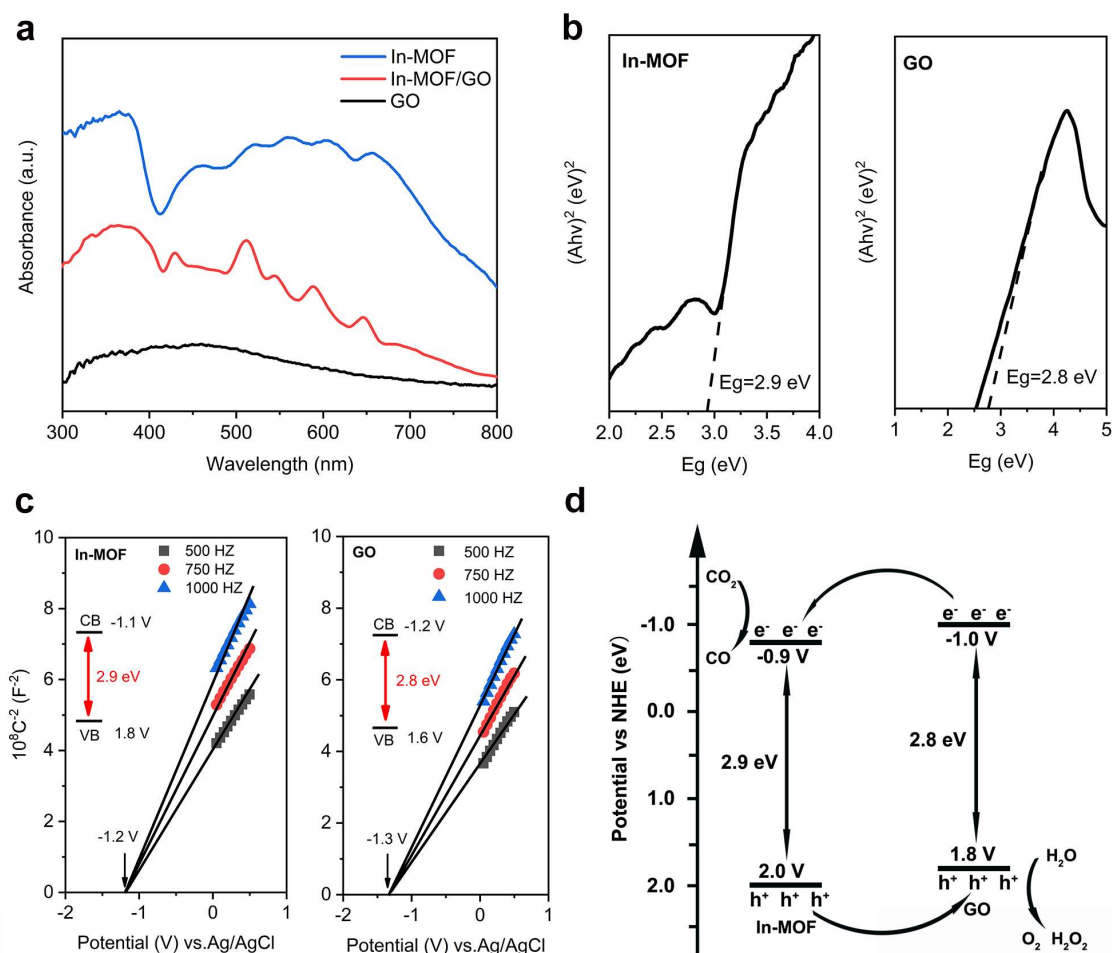 a
In-MOF
In-MOF/GO
GO
Absorbance (a.u.)
300 400 500 600 700 800
Wavelength (nm)
b
In-MOF
(Ahv)² (eV)²
Eg=2.9 eV
2.0 2.5 3.0 3.5 4.0
Eg (eV)
GO
(Ahv)² (eV)²
Eg=2.8 eV
1 2 3 4 5
Eg (eV)
c
10
8
6
4
2
0
10⁸C⁻² (F⁻²)
In-MOF
500 HZ
750 HZ
1000 HZ
CB -1.1 V
2.9 eV
VB 1.8 V
-1.2 V
-2 -1 0 1
Potential (V) vs.Ag/AgCl
10
8
6
4
2
0
GO
500 HZ
750 HZ
1000 HZ
CB -1.2 V
2.8 eV
VB 1.6 V
-1.3 V
-2 0
Potential (V) vs.Ag/AgCl
d
Potential vs NHE (eV)
-1.0
0.0
1.0
2.0
CO₂
CO
e⁻ e⁻ e⁻
-0.9 V
2.9 eV
2.0 V
h⁺ h⁺ h⁺
In-MOF
e⁻ e⁻ e⁻
-1.0 V
2.8 eV
1.8 V
h⁺ h⁺ h⁺
GO
H₂O
O₂ H₂O₂